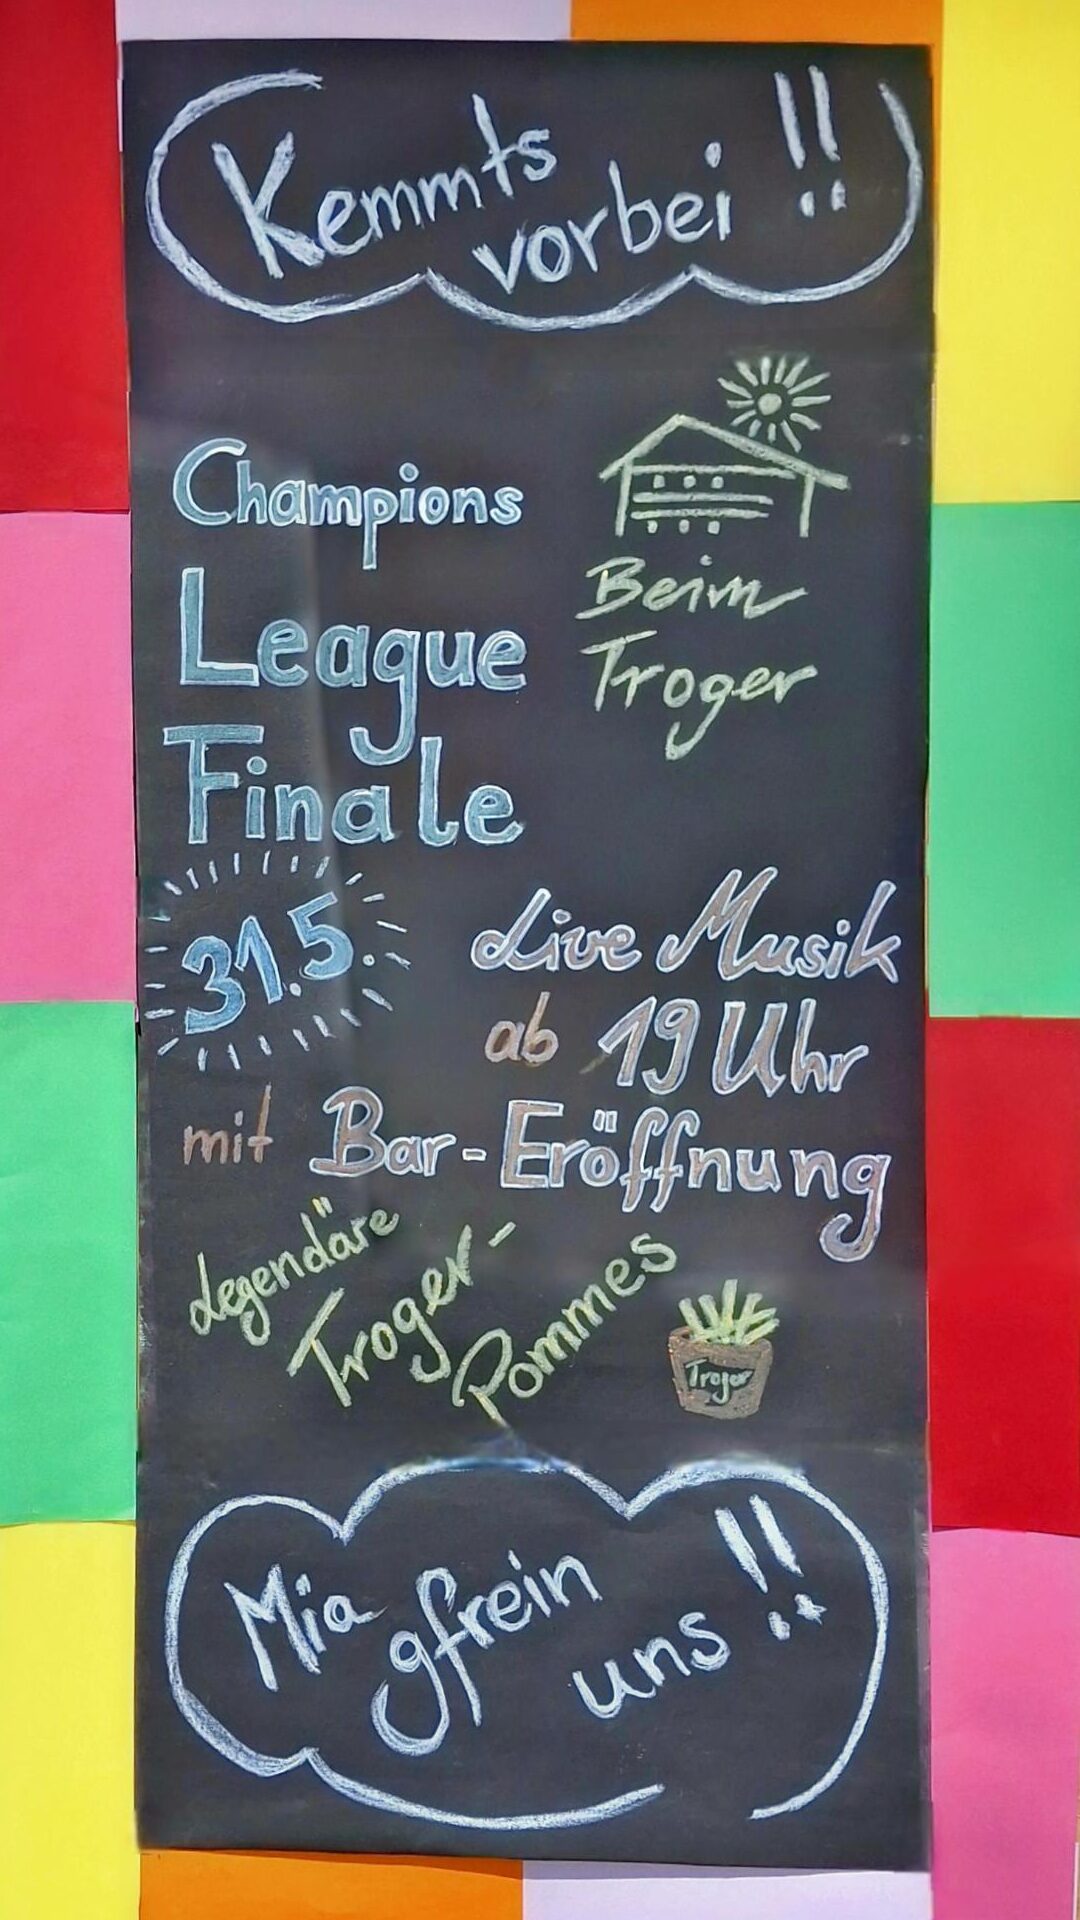 Kemmts
vorbei !!
Champions
League
Finale
31.5.
Beim
Troger
Live Musik
ab 19 Uhr
mit Bar-Eröffnung
Legendäre
Troger-
Pommes
Troger
Mia gfrein
uns !!